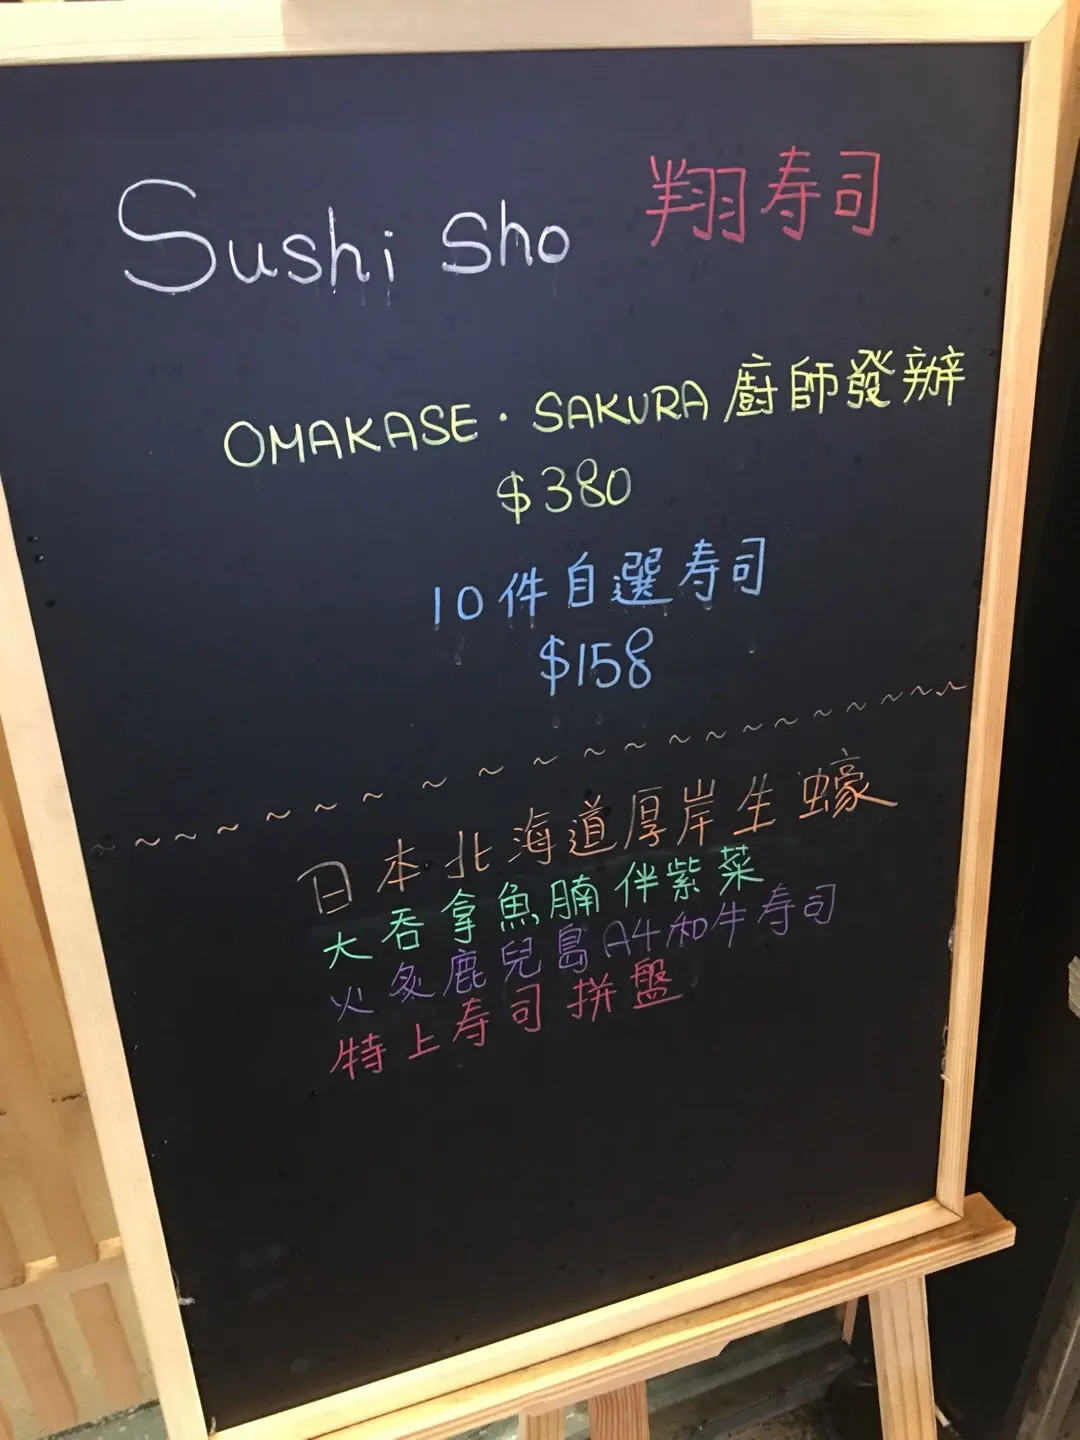 Sushi Sho 翔寿司
OMAKASE · SAKURA 廚師發辦
$380
10件自選寿司
$158
~~~~~~~~~~~~~~~~~~~~
日本北海道厚岸生蠔
大吞拿魚腩伴紫菜
火炙鹿兒島A4和牛寿司
特上寿司拼盤